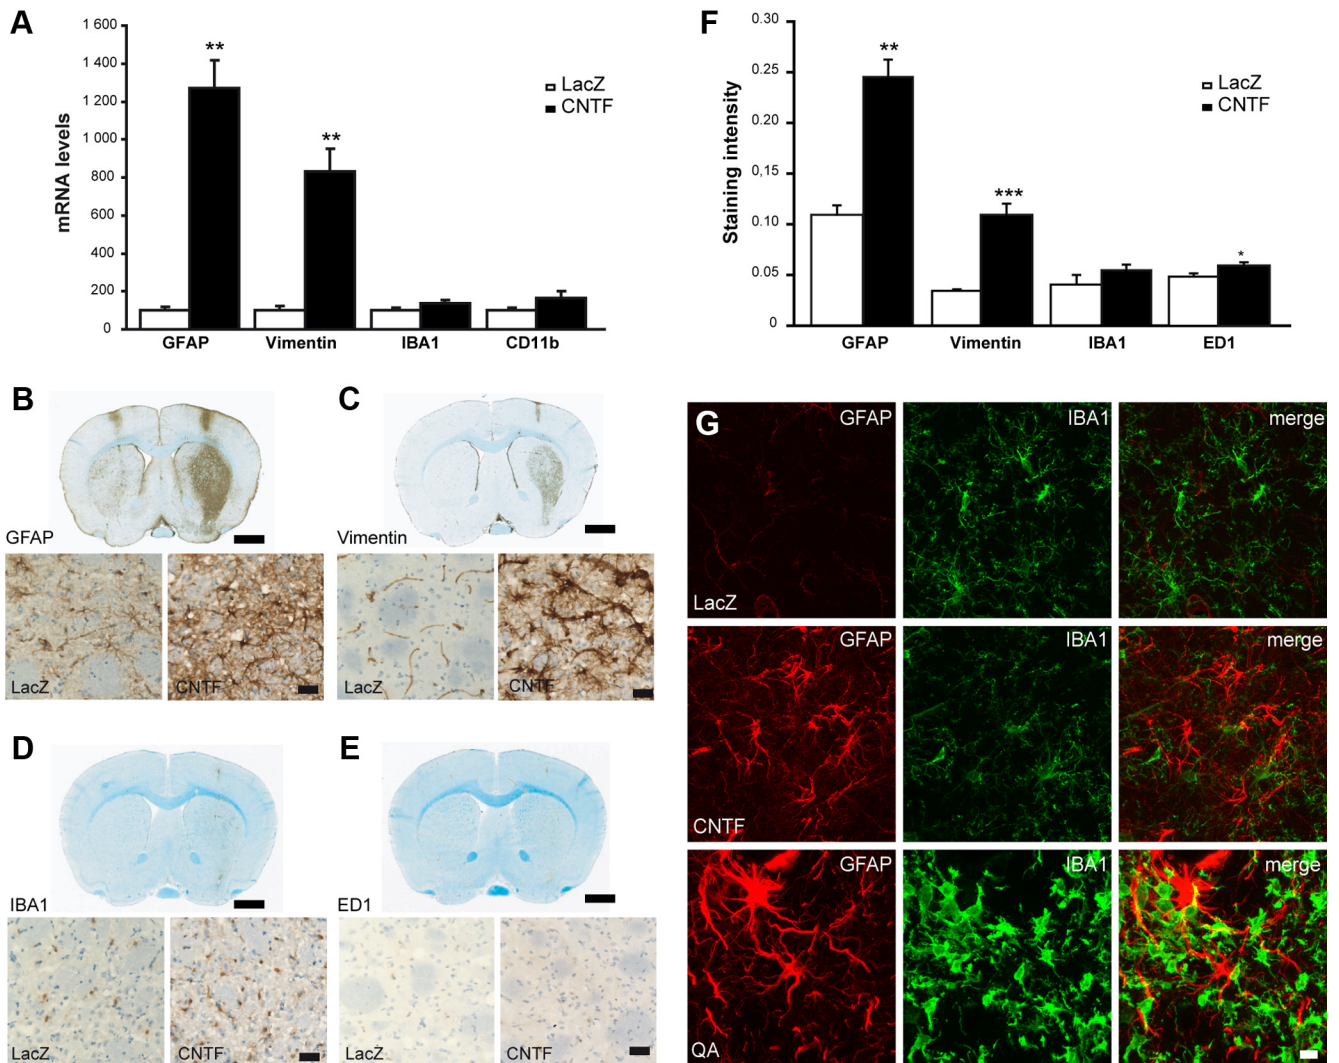 A
mRNA levels
1 600
1 400
1 200
1 000
800
600
400
200
0
**
**
LacZ
CNTF
GFAP Vimentin IBA1 CD11b
F
Staining intensity
0.30
0.25
0.20
0,15
0.10
0.05
0
**
***
*
LacZ
CNTF
GFAP Vimentin IBA1 ED1
B
GFAP
LacZ CNTF
C
Vimentin
LacZ CNTF
D
IBA1
LacZ CNTF
E
ED1
LacZ CNTF
G
GFAP IBA1 merge
LacZ
GFAP IBA1 merge
CNTF
GFAP IBA1 merge
QA